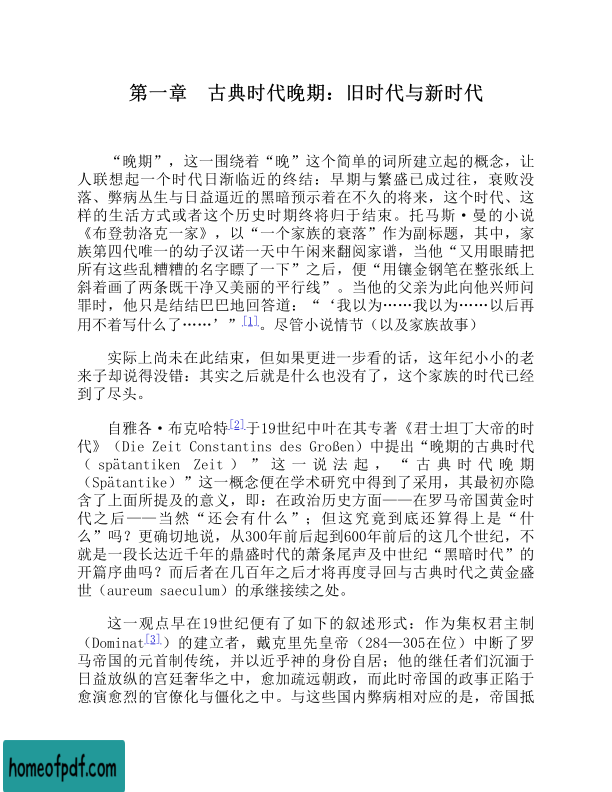 第一章 古典时代晚期：旧时代与新时代
“晚期”，这一围绕着“晚”这个简单的词所建立起的概念，让
人联想起一个时代日渐临近的终结：早期与繁盛已成过往，衰败没
落、弊病丛生与日益逼近的黑暗预示着在不久的将来，这个时代、这
样的生活方式或者这个历史时期终将归于结束。托马斯·曼的小说
《布登勃洛克一家》，以“一个家族的衰落”作为副标题，其中，家
族第四代唯一的幼子汉诺一天中午闲来翻阅家谱，当他“又用眼睛把
所有这些乱糟糟的名字瞟了一下”之后，便“用镶金钢笔在整张纸上
斜着画了两条既干净又美丽的平行线”。当他的父亲为此向他兴师问
罪时，他只是结结巴巴地回答道：“‘我以为……我以为……以后再
用不着写什么了……’”[1]。尽管小说情节（以及家族故事）
实际上尚未在此结束，但如果更进一步看的话，这年纪小小的老
来子却说得没错：其实之后就是什么也没有了，这个家族的时代已经
到了尽头。
自雅各·布克哈特[2]于19世纪中叶在其专著《君士坦丁大帝的时
代》（Die Zeit Constantins des Großen）中提出“晚期的古典时代
（spätantiken Zeit）”这一说法起，“古典时代晚期
（Spätantike）”这一概念便在学术研究中得到了采用，其最初亦隐
含了上面所提及的意义，即：在政治历史方面——在罗马帝国黄金时
代之后——当然“还会有什么”；但这究竟到底还算得上是“什
么”吗？更确切地说，从300年前后起到600年前后的这几个世纪，不
就是一段长达近千年的鼎盛时代的萧条尾声及中世纪“黑暗时代”的
开篇序曲吗？而后者在几百年之后才将再度寻回与古典时代之黄金盛
世（aureum saeculum）的承继接续之处。
这一观点早在19世纪便有了如下的叙述形式：作为集权君主制
（Dominat[3]）的建立者，戴克里先皇帝（284—305在位）中断了罗
马帝国的元首制传统，并以近乎神的身份自居；他的继任者们沉湎于
日益放纵的宫廷奢华之中，愈加疏远朝政，而此时帝国的政事正陷于
愈演愈烈的官僚化与僵化之中。与这些国内弊病相对应的是，帝国抵
homeofpdf.com